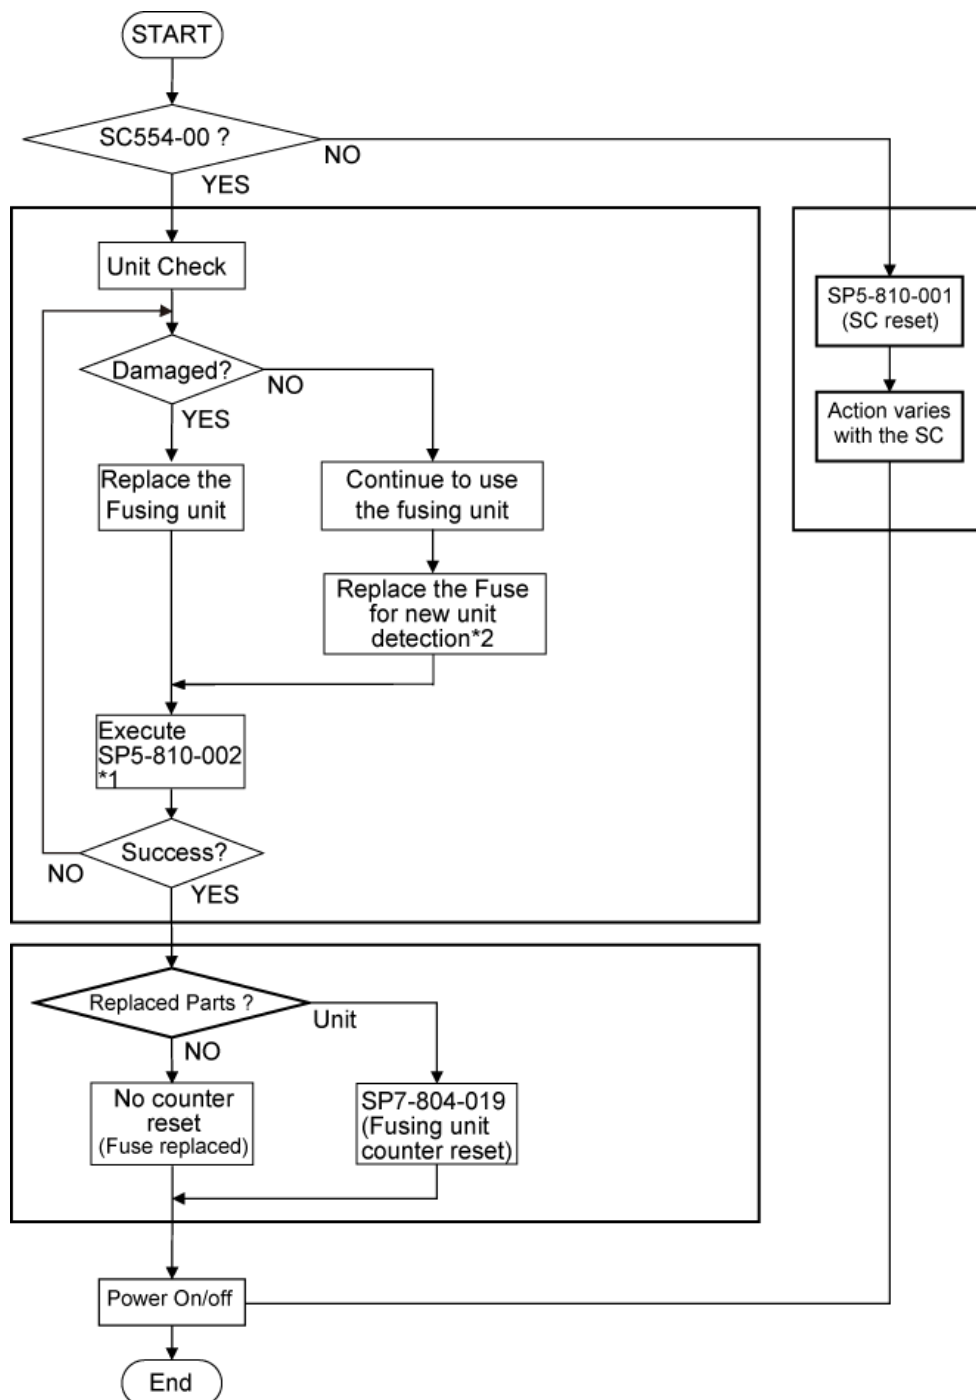 START
SC554-00 ?
NO
YES
Unit Check
SP5-810-001
(SC reset)
Damaged?
NO
YES
Action varies
with the SC
Replace the
Fusing unit
Continue to use
the fusing unit
Replace the Fuse
for new unit
detection*2
Execute
SP5-810-002
*1
Success?
NO
YES
Replaced Parts ?
Unit
NO
No counter
reset
(Fuse replaced)
SP7-804-019
(Fusing unit
counter reset)
Power On/off
End